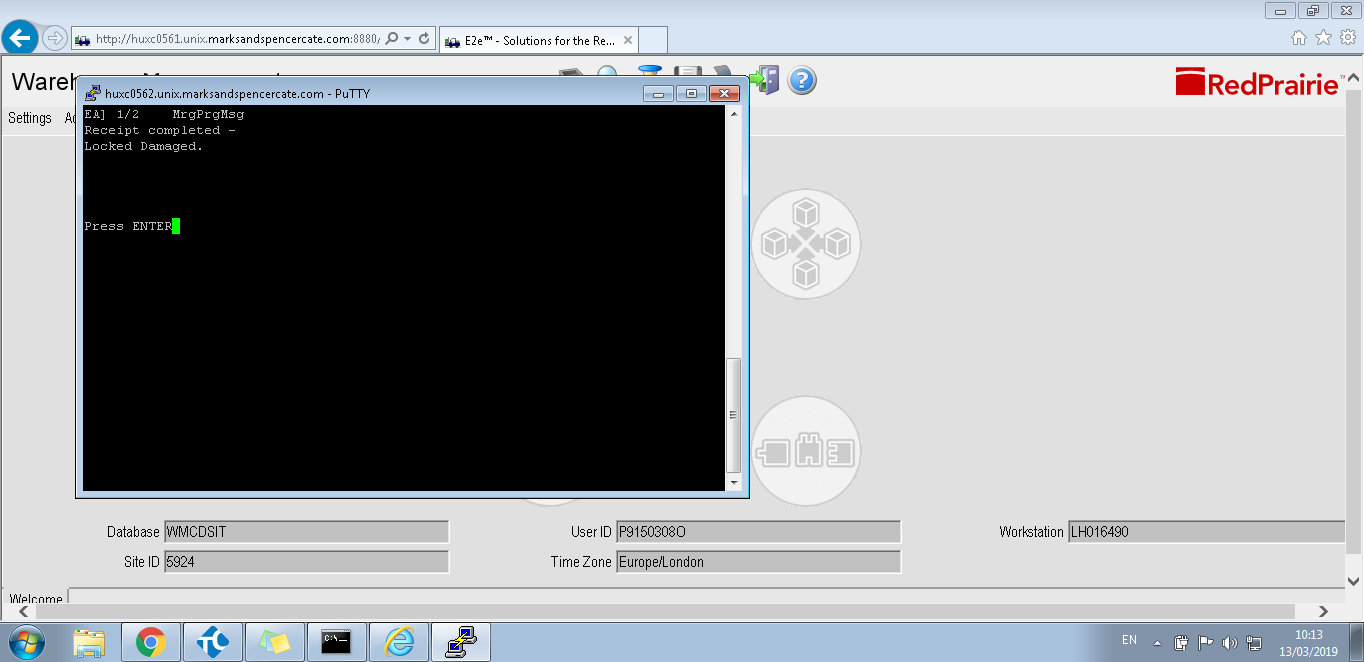 http://huxc0561.unix.marksandspencercate.com:8880/
E2e™ - Solutions for the Re...
RedPrairie™
Settings
huxc0562.unix.marksandspencercate.com - PuTTY
EA] 1/2 MrgPrgMsg
Receipt completed -
Locked Damaged.
Press ENTER
Database WMCDSIT
User ID P9150308O
Workstation LH016490
Site ID 5924
Time Zone Europe/London
Welcome
C:\
EN
10:13
13/03/2019